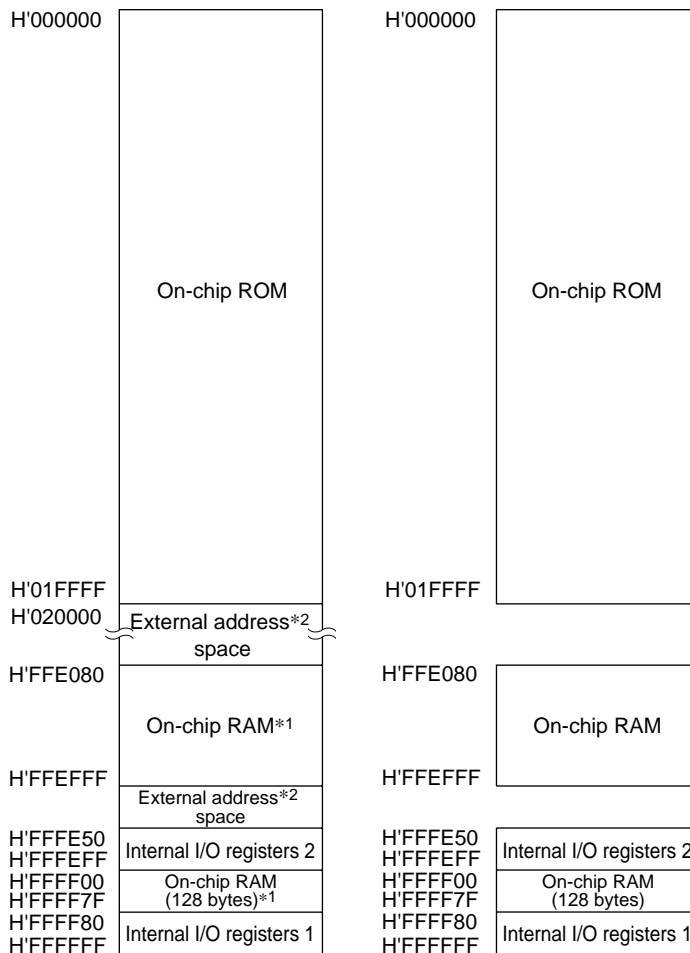 H'000000
On-chip ROM
H'01FFFF
H'020000
External address*2
space
H'FFE080
On-chip RAM*1
H'FFEFFF
External address*2
space
H'FFFE50
Internal I/O registers 2
H'FFFEFF
H'FFFF00
On-chip RAM
H'FFFF7F
(128 bytes)*1
H'FFFF80
Internal I/O registers 1
H'FFFFFF
H'000000
On-chip ROM
H'01FFFF
H'FFE080
On-chip RAM
H'FFEFFF
H'FFFE50
Internal I/O registers 2
H'FFFEFF
H'FFFF00
On-chip RAM
H'FFFF7F
(128 bytes)
H'FFFF80
Internal I/O registers 1
H'FFFFFF